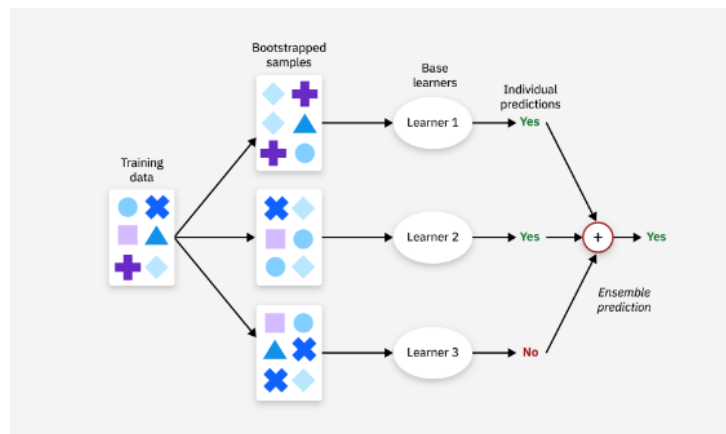 Bootstrapped
samples
Base
learners
Individual
predictions
Learner 1
Yes
Training
data
Learner 2
Yes
+
Yes
Ensemble
prediction
Learner 3
No